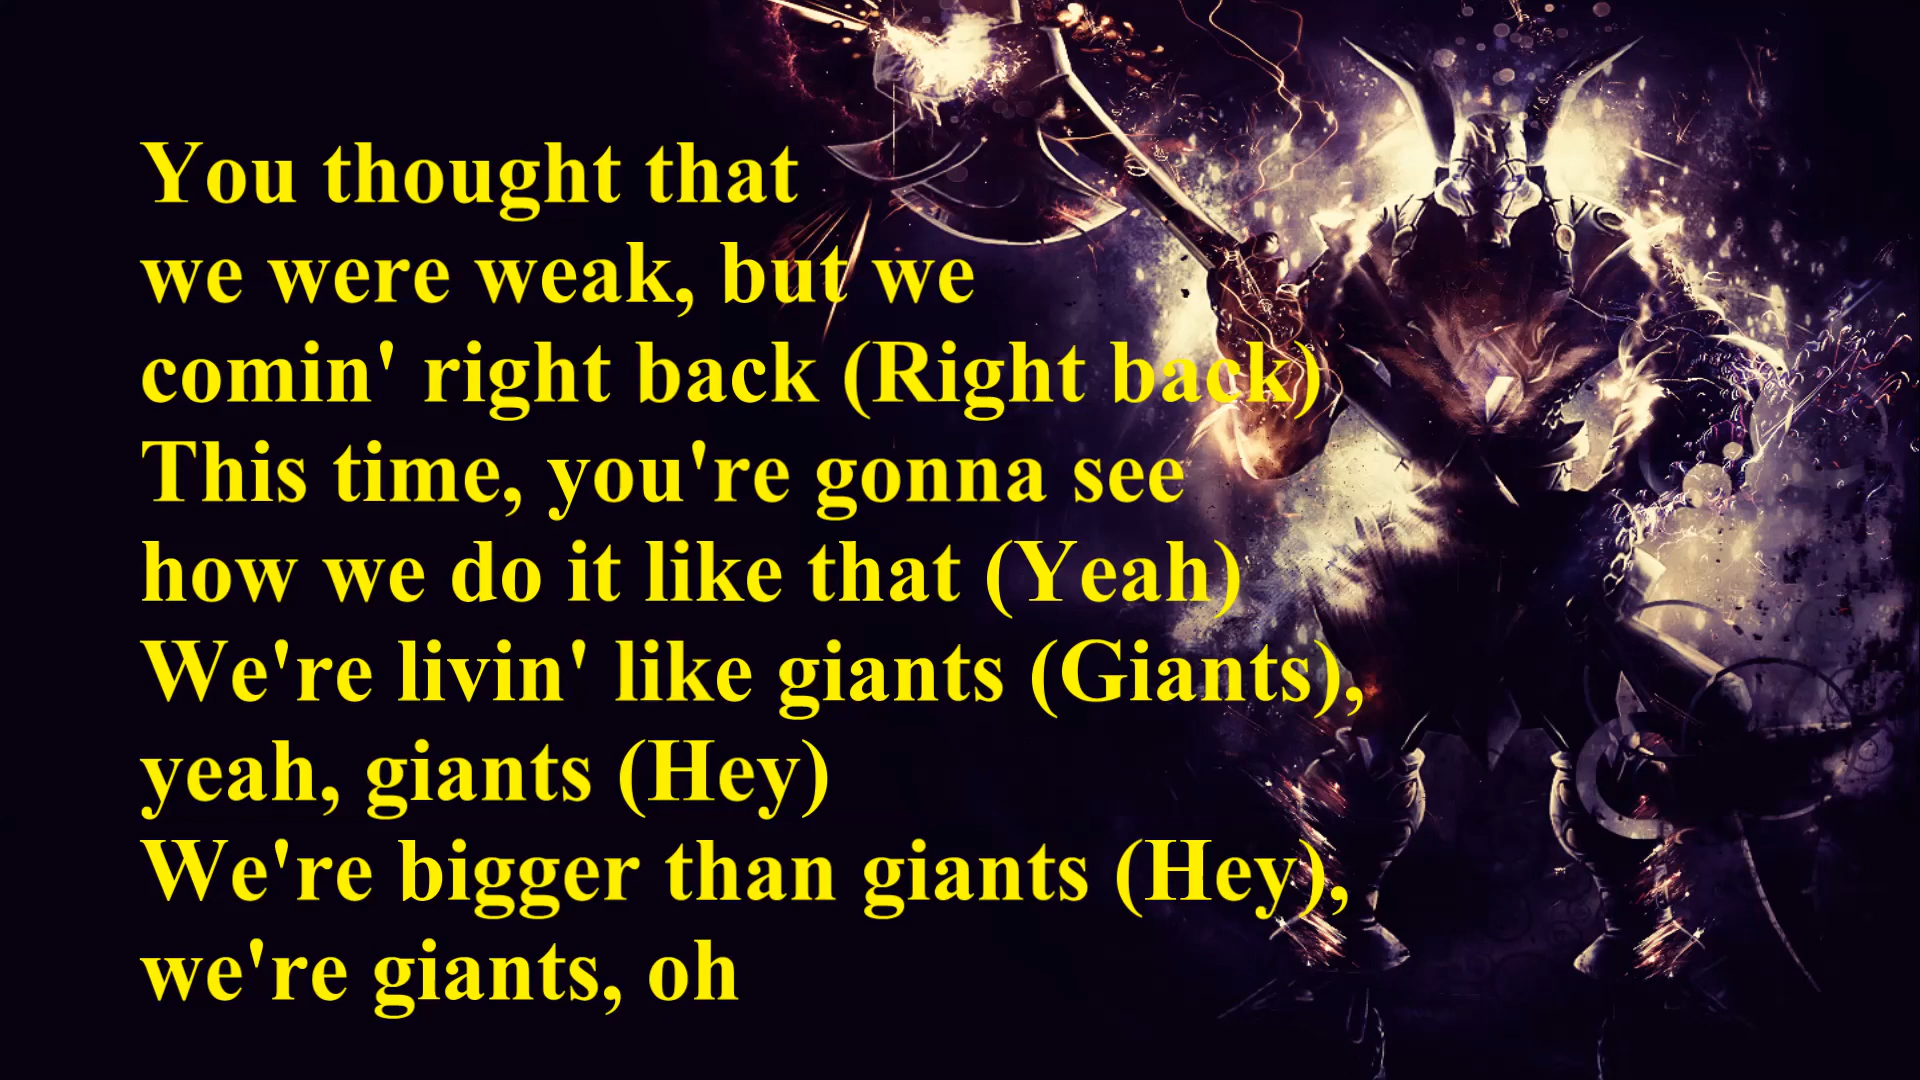 You thought that
we were weak, but we
comin' right back (Right back)
This time, you're gonna see
how we do it like that (Yeah)
We're livin' like giants (Giants),
yeah, giants (Hey)
We're bigger than giants (Hey),
we're giants, oh